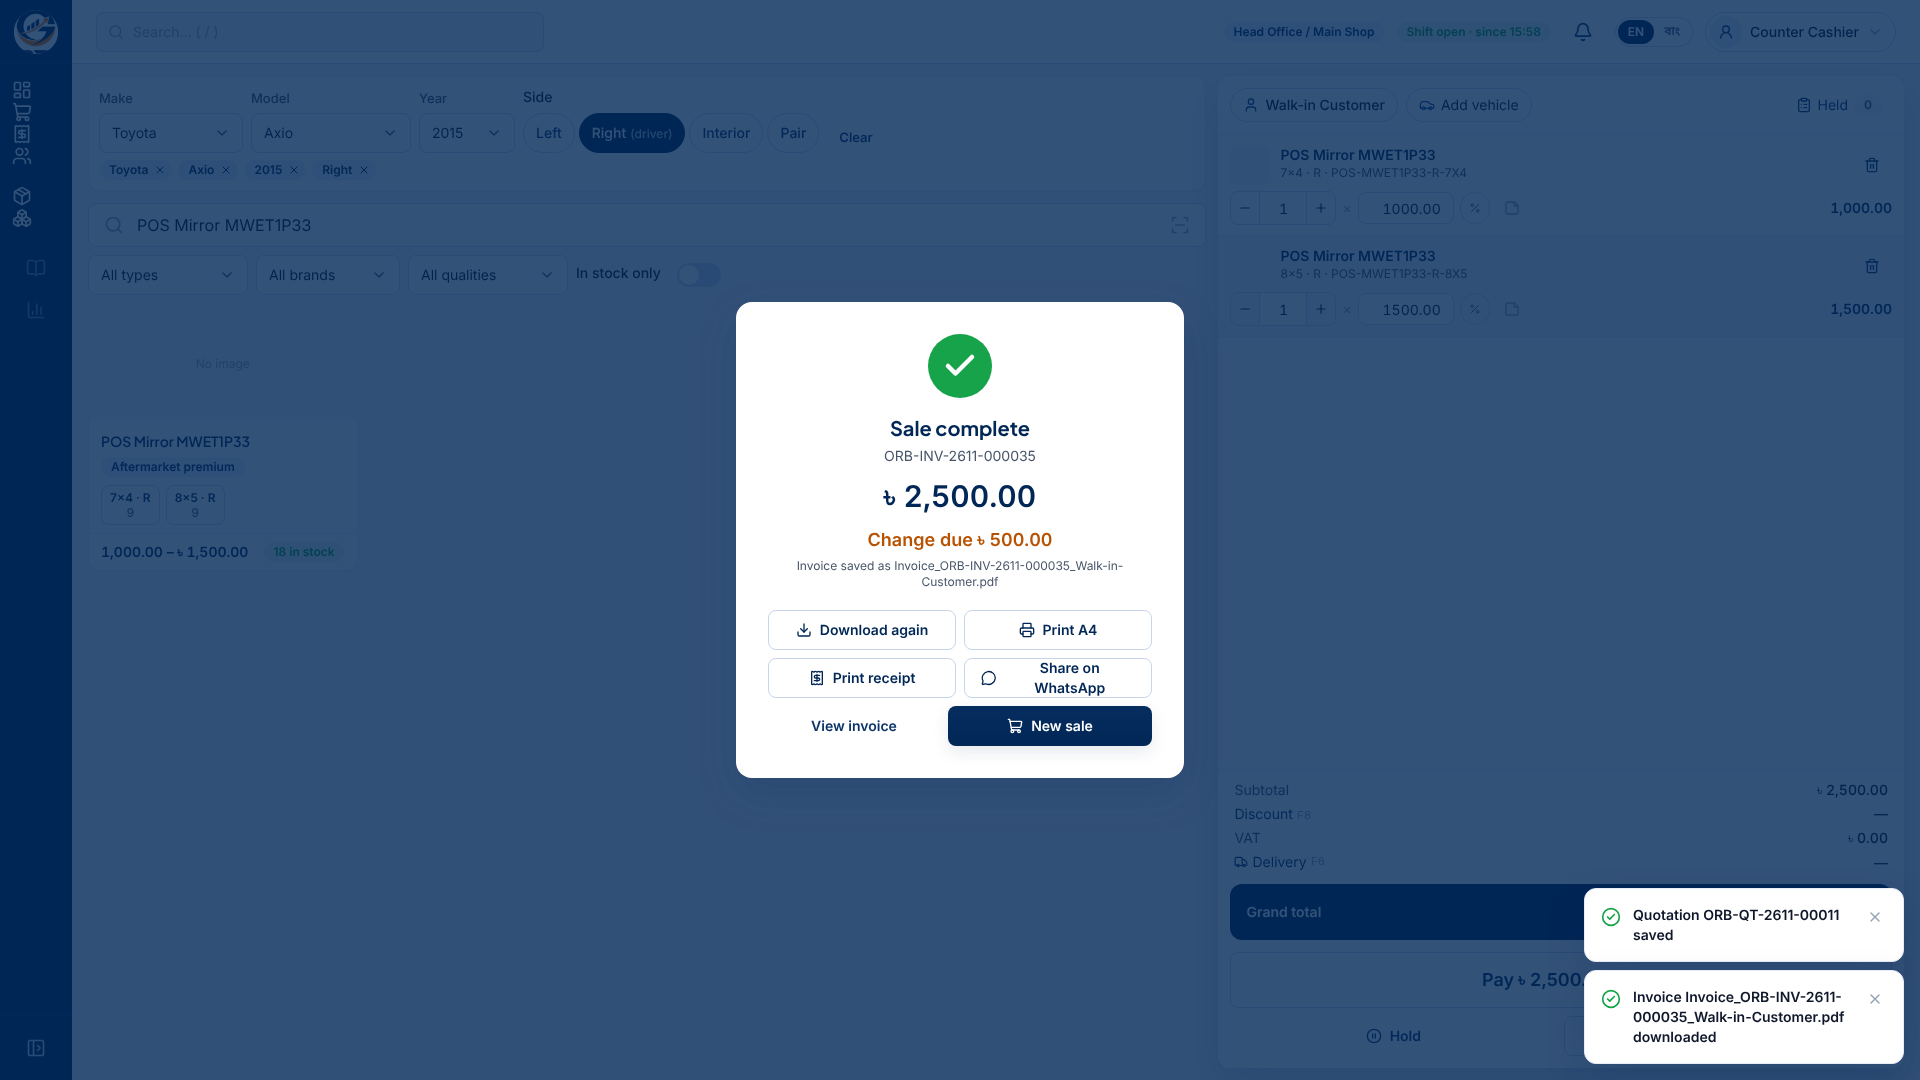 Search... ( / )
Head Office / Main Shop
Shift open · since 15:58
EN
বাং
Counter Cashier
Make
Model
Year
Side
Toyota
Axio
2015
Left
Right (driver)
Interior
Pair
Clear
Toyota ×
Axio ×
2015 ×
Right ×
POS Mirror MWET1P33
All types
All brands
All qualities
In stock only
No image
POS Mirror MWET1P33
Aftermarket premium
7×4 · R
9
8×5 · R
9
1,000.00 – ৳ 1,500.00
18 in stock
Walk-in Customer
Add vehicle
Held 0
POS Mirror MWET1P33
7×4 · R · POS-MWET1P33-R-7X4
− 1 + × 1000.00 %
1,000.00
POS Mirror MWET1P33
8×5 · R · POS-MWET1P33-R-8X5
− 1 + × 1500.00 %
1,500.00
Sale complete
ORB-INV-2611-000035
৳ 2,500.00
Change due ৳ 500.00
Invoice saved as Invoice_ORB-INV-2611-000035_Walk-in-
Customer.pdf
Download again
Print A4
Print receipt
Share on
WhatsApp
View invoice
New sale
Subtotal
৳ 2,500.00
Discount F8
—
VAT
৳ 0.00
Delivery F6
—
Grand total
Pay ৳ 2,500.
Hold
Quotation ORB-QT-2611-00011
saved
Invoice Invoice_ORB-INV-2611-
000035_Walk-in-Customer.pdf
downloaded